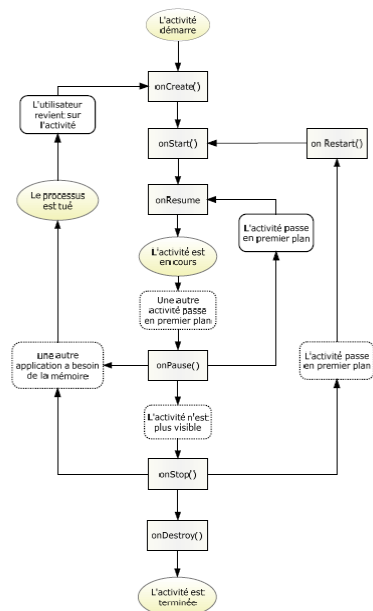 L'activité
démarre
onCreate()
L'utilisateur
revient sur
l'activité
onStart()
on Restart()
Le processus
est tué
onResume
L'activité passe
en premier plan
L'activité est
en cours
Une autre
activité passe
en premier plan
une autre
application a besoin
de la mémoire
onPause()
L'activité passe
en premier plan
L'activité n'est
plus visible
onStop()
onDestroy()
L'activité est
terminée